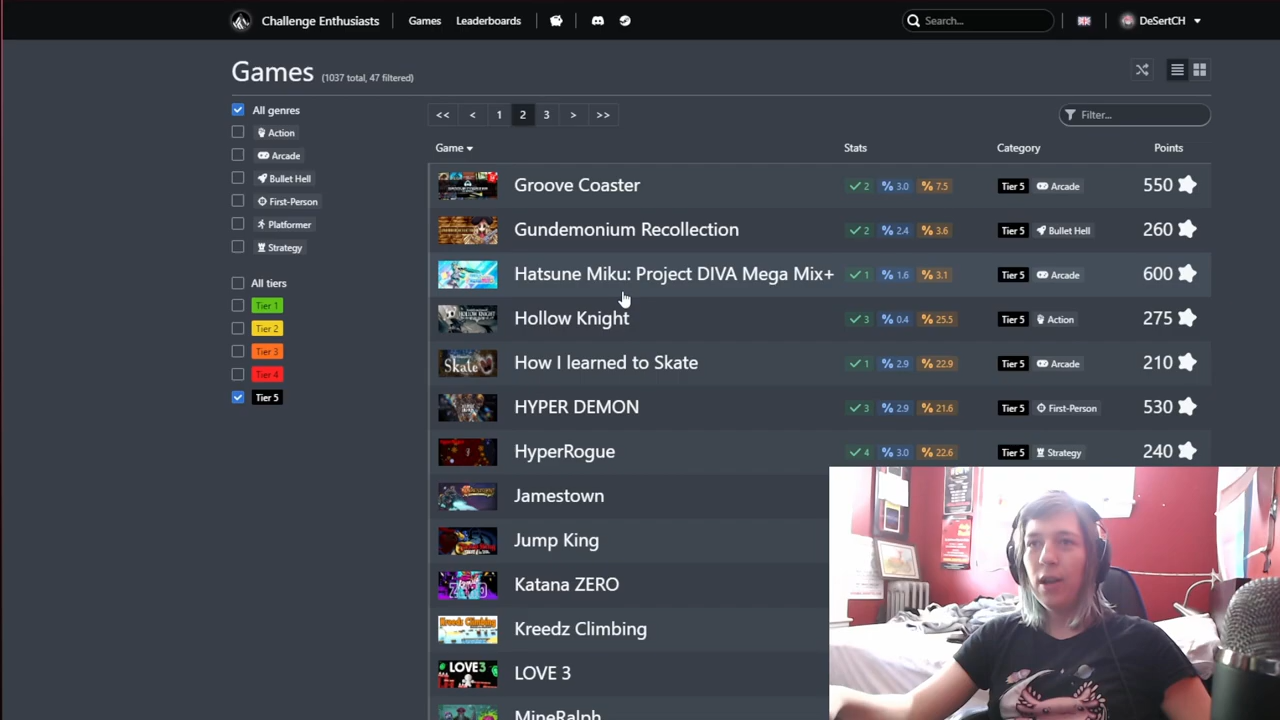 Challenge Enthusiasts
Games
Leaderboards
Search...
DeSertCH
Games (1037 total, 47 filtered)
All genres
Action
Arcade
Bullet Hell
First-Person
Platformer
Strategy
All tiers
Tier 1
Tier 2
Tier 3
Tier 4
Tier 5
<< < 1 2 3 > >>
Filter...
Game Stats Category Points
Groove Coaster 2 % 3.0 % 7.5 Tier 5 Arcade 550
Gundemonium Recollection 2 % 2.4 % 3.6 Tier 5 Bullet Hell 260
Hatsune Miku: Project DIVA Mega Mix+ 1 % 1.6 % 3.1 Tier 5 Arcade 600
Hollow Knight 3 % 0.4 % 25.5 Tier 5 Action 275
How I learned to Skate 1 % 2.9 % 22.9 Tier 5 Arcade 210
HYPER DEMON 3 % 2.9 % 21.6 Tier 5 First-Person 530
HyperRogue 4 % 3.0 % 22.6 Tier 5 Strategy 240
Jamestown
Jump King
Katana ZERO
Kreedz Climbing
LOVE 3
MineRalph